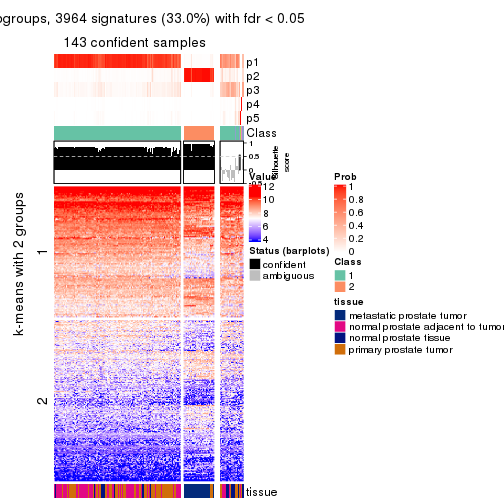 ogroups, 3964 signatures (33.0%) with fdr < 0.05
143 confident samples
p1
p2
p3
p4
p5
Class
1
0.5
0
Silhouette
score
k-means with 2 groups
1
2
tissue
Value
12
10
8
6
4
Status (barplots)
confident
ambiguous
Prob
1
0.8
0.6
0.4
0.2
0
Class
1
2
tissue
metastatic prostate tumor
normal prostate adjacent to tumor
normal prostate tissue
primary prostate tumor